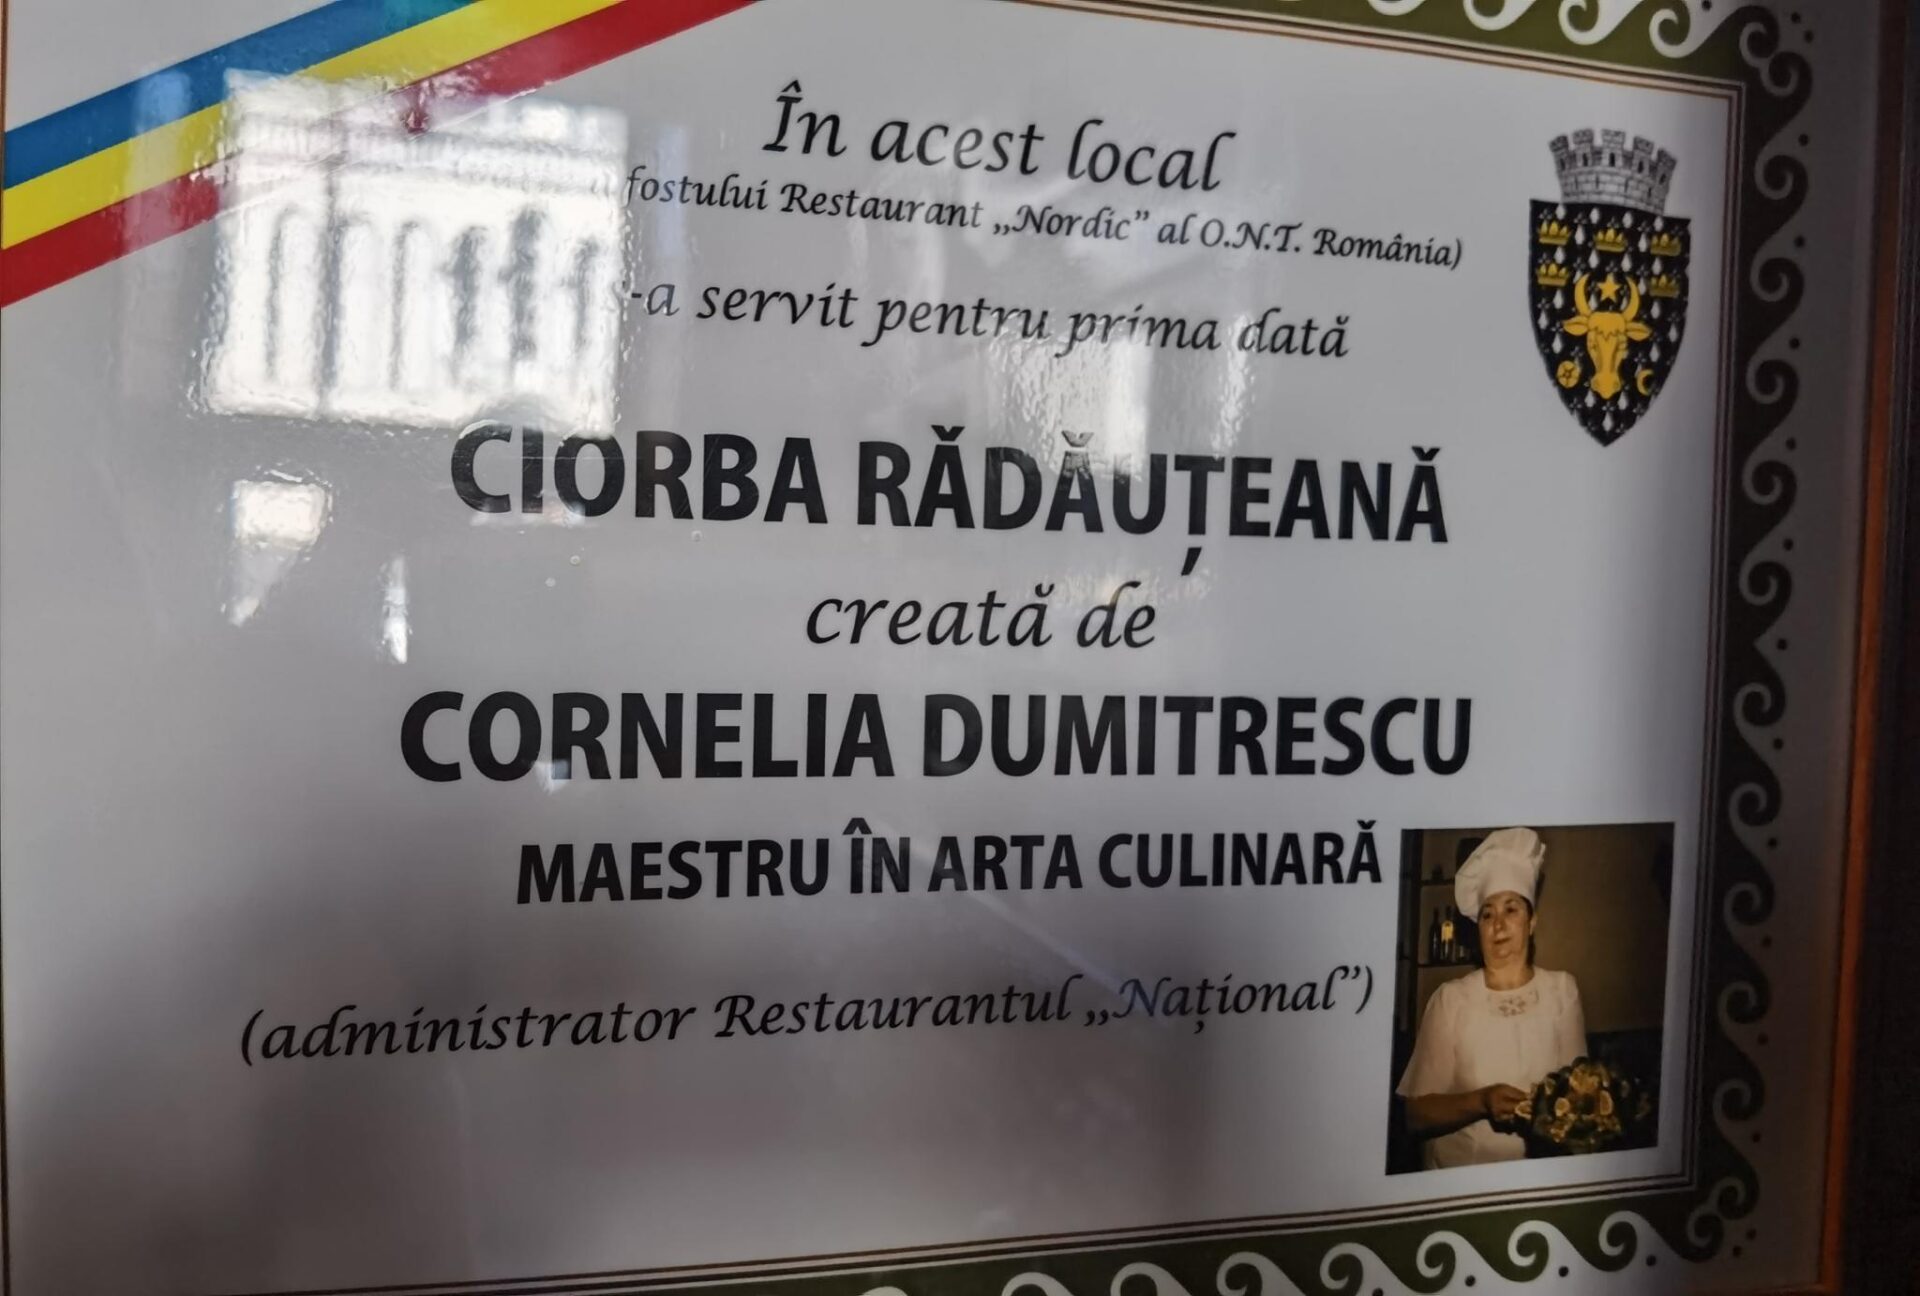 În acest local
fostului Restaurant „Nordic” al O.N.T. România)
s-a servit pentru prima dată
CIORBA RĂDĂUȚEANĂ
creată de
CORNELIA DUMITRESCU
MAESTRU ÎN ARTA CULINARĂ
(administrator Restaurantul „Național”)